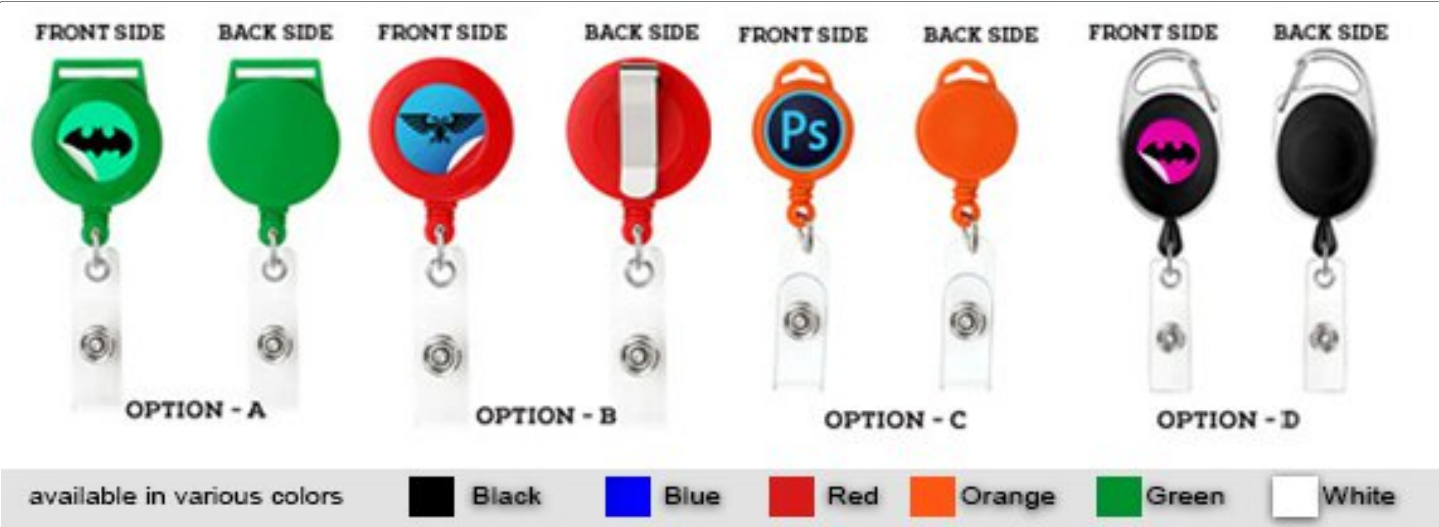 FRONT SIDE BACK SIDE FRONT SIDE BACK SIDE FRONT SIDE BACK SIDE FRONT SIDE BACK SIDE
Ps
OPTION - A OPTION - B OPTION - C OPTION - D
available in various colors Black Blue Red Orange Green White